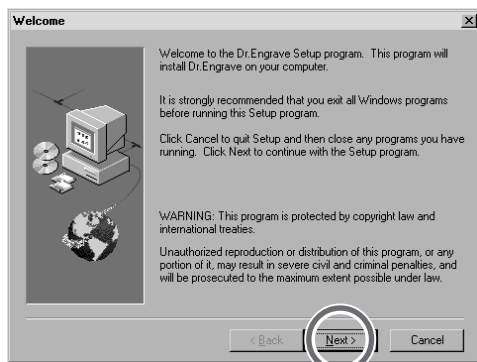 Welcome
Welcome to the Dr.Engrave Setup program. This program will
install Dr.Engrave on your computer.
It is strongly recommended that you exit all Windows programs
before running this Setup program.
Click Cancel to quit Setup and then close any programs you have
running. Click Next to continue with the Setup program.
WARNING: This program is protected by copyright law and
international treaties.
Unauthorized reproduction or distribution of this program, or any
portion of it, may result in severe civil and criminal penalties, and
will be prosecuted to the maximum extent possible under law.
< Back Next > Cancel